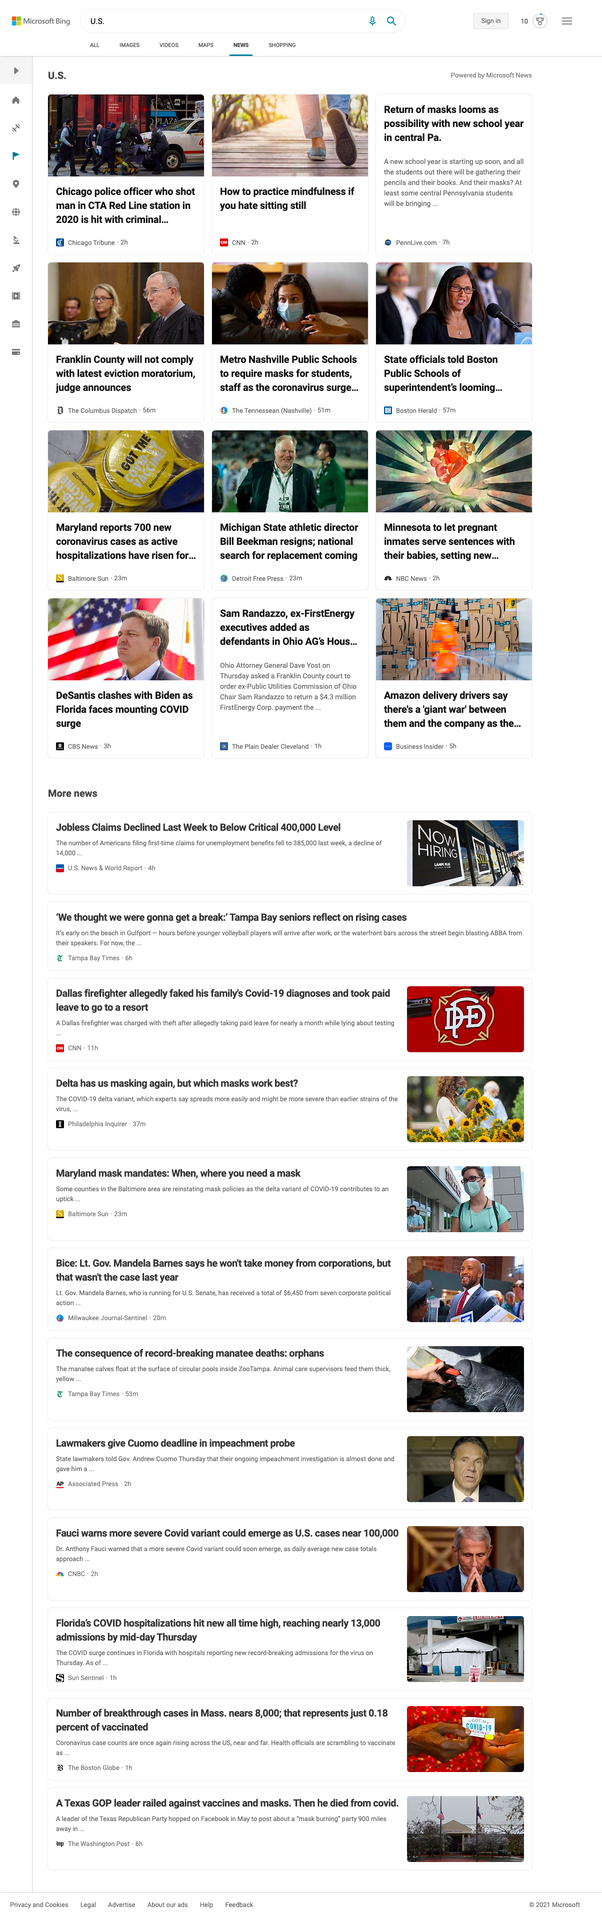 Microsoft Bing
U.S.
Sign in
10
ALL
IMAGES
VIDEOS
MAPS
NEWS
SHOPPING
U.S.
Powered by Microsoft News
Chicago police officer who shot
man in CTA Red Line station in
2020 is hit with criminal...
Chicago Tribune · 2h
How to practice mindfulness if
you hate sitting still
CNN · 2h
Return of masks looms as
possibility with new school year
in central Pa.
A new school year is starting up soon, and all
the students out there will be gathering their
pencils and their books. And their masks? At
least some central Pennsylvania students
will be bringing ...
PennLive.com · 7h
Franklin County will not comply
with latest eviction moratorium,
judge announces
The Columbus Dispatch · 56m
Metro Nashville Public Schools
to require masks for students,
staff as the coronavirus surge...
The Tennessean (Nashville) · 51m
State officials told Boston
Public Schools of
superintendent's looming...
Boston Herald · 57m
I GOT THE
Maryland reports 700 new
coronavirus cases as active
hospitalizations have risen for...
Baltimore Sun · 23m
Michigan State athletic director
Bill Beekman resigns; national
search for replacement coming
Detroit Free Press · 23m
Minnesota to let pregnant
inmates serve sentences with
their babies, setting new...
NBC News · 2h
DeSantis clashes with Biden as
Florida faces mounting COVID
surge
CBS News · 3h
Sam Randazzo, ex-FirstEnergy
executives added as
defendants in Ohio AG's Hous...
Ohio Attorney General Dave Yost on
Thursday asked a Franklin County court to
order ex-Public Utilities Commission of Ohio
Chair Sam Randazzo to return a $4.3 million
FirstEnergy Corp. payment the ...
The Plain Dealer Cleveland · 1h
Amazon delivery drivers say
there's a 'giant war' between
them and the company as the...
Business Insider · 5h
More news
Jobless Claims Declined Last Week to Below Critical 400,000 Level
The number of Americans filing first-time claims for unemployment benefits fell to 385,000 last week, a decline of
14,000 ...
U.S. News & World Report · 4h
NOW
HIRING
'We thought we were gonna get a break:' Tampa Bay seniors reflect on rising cases
It's early on the beach in Gulfport — hours before younger volleyball players will arrive after work, or the waterfront bars across the street begin blasting ABBA from
their speakers. For now, the ...
Tampa Bay Times · 6h
Dallas firefighter allegedly faked his family's Covid-19 diagnoses and took paid
leave to go to a resort
A Dallas firefighter was charged with theft after allegedly taking paid leave for nearly a month while lying about testing
...
CNN · 11h
Delta has us masking again, but which masks work best?
The COVID-19 delta variant, which experts say spreads more easily and might be more severe than earlier strains of the
virus, ...
Philadelphia Inquirer · 37m
Maryland mask mandates: When, where you need a mask
Some counties in the Baltimore area are reinstating mask policies as the delta variant of COVID-19 contributes to an
uptick ...
Baltimore Sun · 23m
Bice: Lt. Gov. Mandela Barnes says he won't take money from corporations, but
that wasn't the case last year
Lt. Gov. Mandela Barnes, who is running for U.S. Senate, has received a total of $6,450 from seven corporate political
action ...
Milwaukee Journal-Sentinel · 20m
The consequence of record-breaking manatee deaths: orphans
The manatee calves float at the surface of circular pools inside ZooTampa. Animal care supervisors feed them thick,
yellow ...
Tampa Bay Times · 53m
Lawmakers give Cuomo deadline in impeachment probe
State lawmakers told Gov. Andrew Cuomo Thursday that their ongoing impeachment investigation is almost done and
gave him a ...
AP Associated Press · 2h
Fauci warns more severe Covid variant could emerge as U.S. cases near 100,000
Dr. Anthony Fauci warned that a more severe Covid variant could soon emerge, as daily average new case totals
approach ...
CNBC · 2h
Florida's COVID hospitalizations hit new all time high, reaching nearly 13,000
admissions by mid-day Thursday
The COVID surge continues in Florida with hospitals reporting new record-breaking admissions for the virus on
Thursday. As of ...
Sun Sentinel · 1h
Number of breakthrough cases in Mass. nears 8,000; that represents just 0.18
percent of vaccinated
Coronavirus case counts are once again rising across the US, near and far. Health officials are scrambling to vaccinate
as ...
The Boston Globe · 1h
COVID-19
A Texas GOP leader railed against vaccines and masks. Then he died from covid.
A leader of the Texas Republican Party hopped on Facebook in May to post about a "mask burning" party 900 miles
away in ...
The Washington Post · 6h
Privacy and Cookies
Legal
Advertise
About our ads
Help
Feedback
© 2021 Microsoft